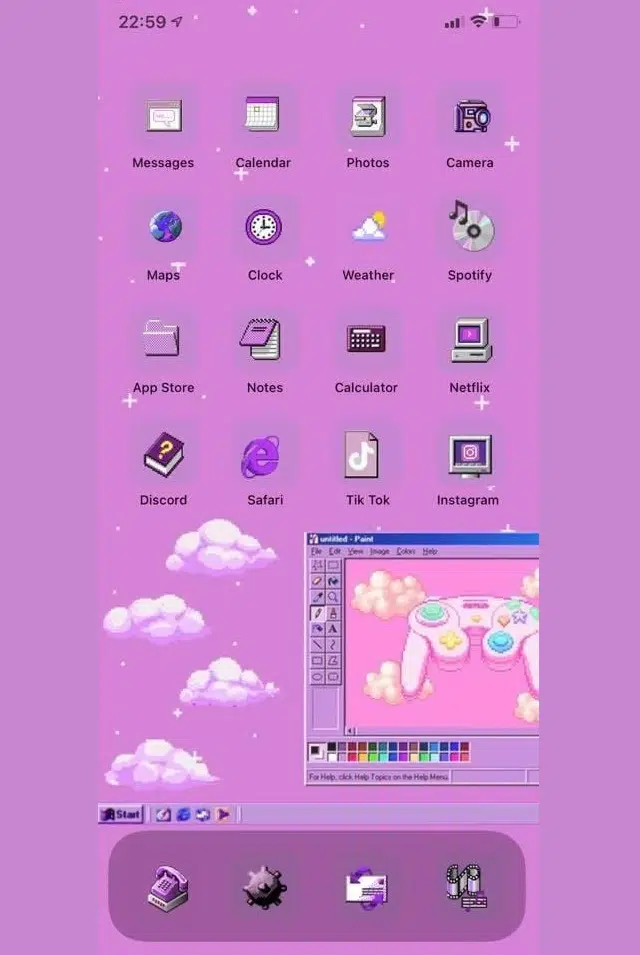 22:59
Messages Calendar Photos Camera
Maps Clock Weather Spotify
App Store Notes Calculator Netflix
Discord Safari Tik Tok Instagram
untitled - Paint
File Edit View Image Colors Help
A
For Help, click Help Topics on the Help Menu.
Start